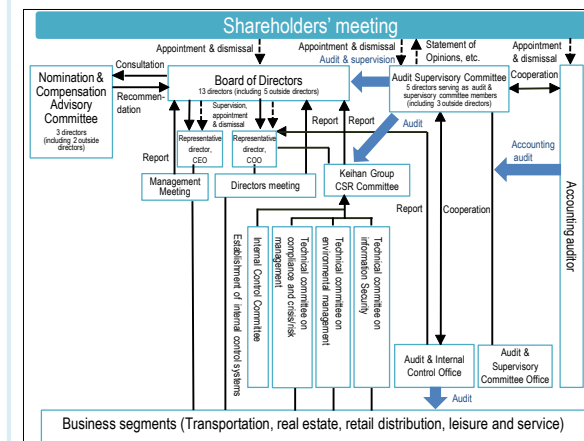 Shareholders' meeting
Appointment & dismissal
Appointment & dismissal
Statement of
Opinions, etc.
Appointment &
dismissal
Consultation
Audit & supervision
Cooperation
Nomination &
Compensation
Advisory
Committee
3 directors
(including 2 outside
directors)
Recommen-
dation
Board of Directors
13 directors (including 5 outside directors)
Audit Supervisory Committee
5 directors serving as audit &
supervisory committee members
(including 3 outside directors)
Supervision,
appointment
& dismissal
Report
Report
Audit
Representative
director,
CEO
Representative
director,
COO
Report
Accounting
audit
Management
Meeting
Directors meeting
Keihan Group
CSR Committee
Report
Cooperation
Accounting auditor
Establishment of internal control systems
Internal Control Committee
Technical committee on
compliance and crisis/risk
management
Technical committee on
environmental management
Technical committee on
information Security
Audit & Internal
Control Office
Audit &
Supervisory
Committee Office
Audit
Business segments (Transportation, real estate, retail distribution, leisure and service)